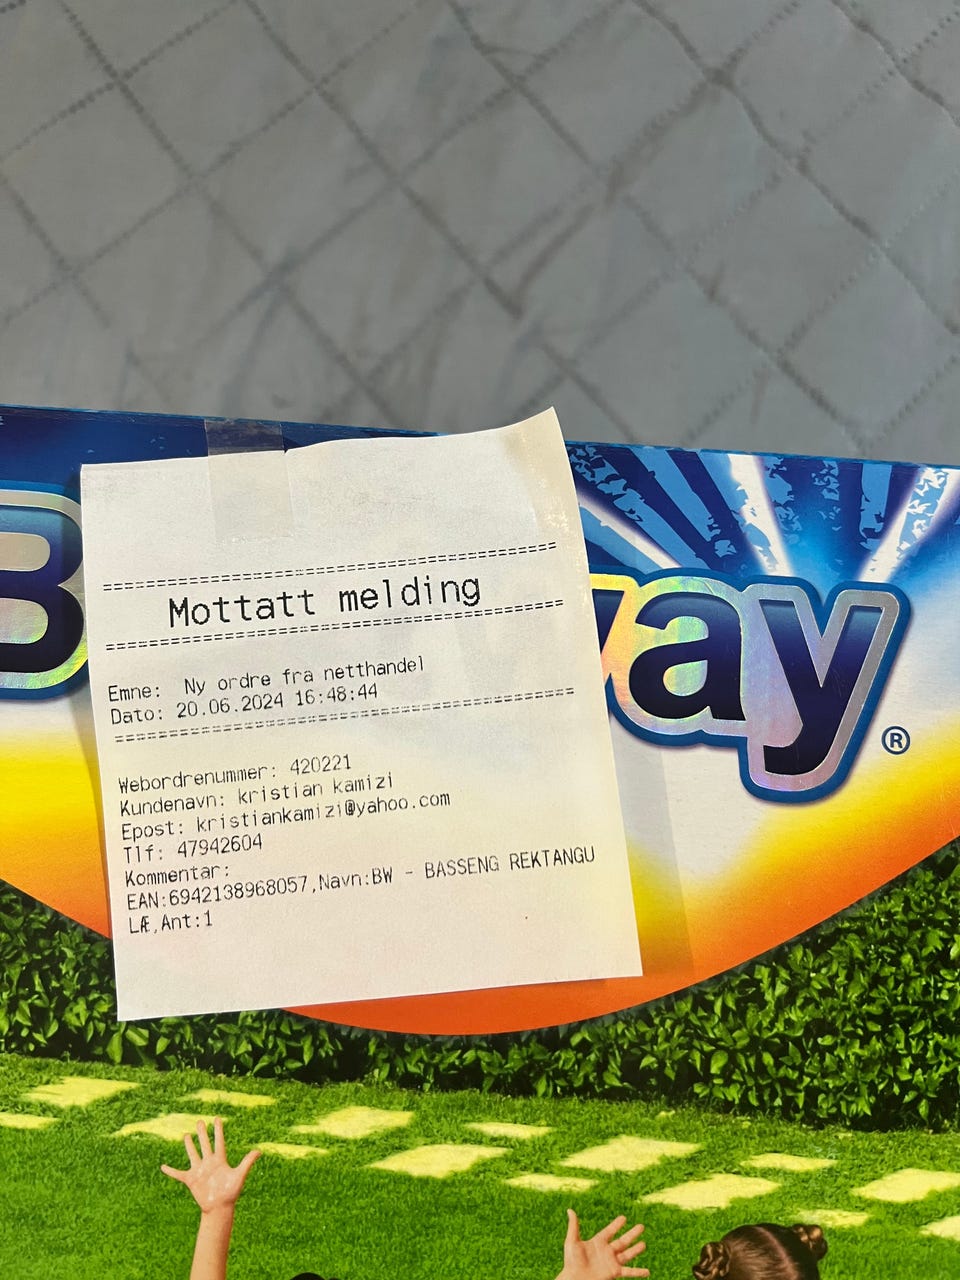 B
way
®
==================================================
Mottatt melding
==================================================
Emne:  Ny ordre fra netthandel
Dato: 20.06.2024 16:48:44
==================================================
Webordrenummer: 420221
Kundenavn: kristian kamizi
Epost: kristiankamizi@yahoo.com
Tlf: 47942604
Kommentar:
EAN:6942138968057,Navn:BW - BASSENG REKTANGU
LÆ,Ant:1